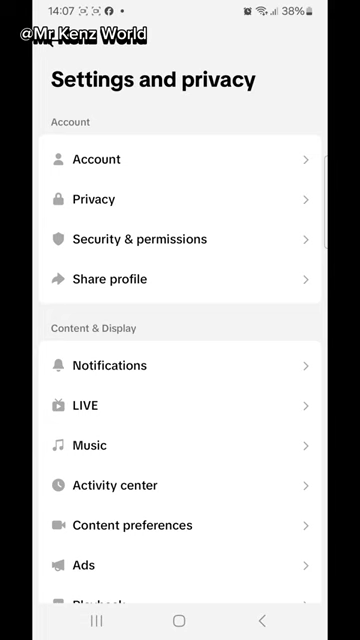 14:07
38%
@Mr Kenz World
Settings and privacy
Account
Account
Privacy
Security & permissions
Share profile
Content & Display
Notifications
LIVE
Music
Activity center
Content preferences
Ads
Playback